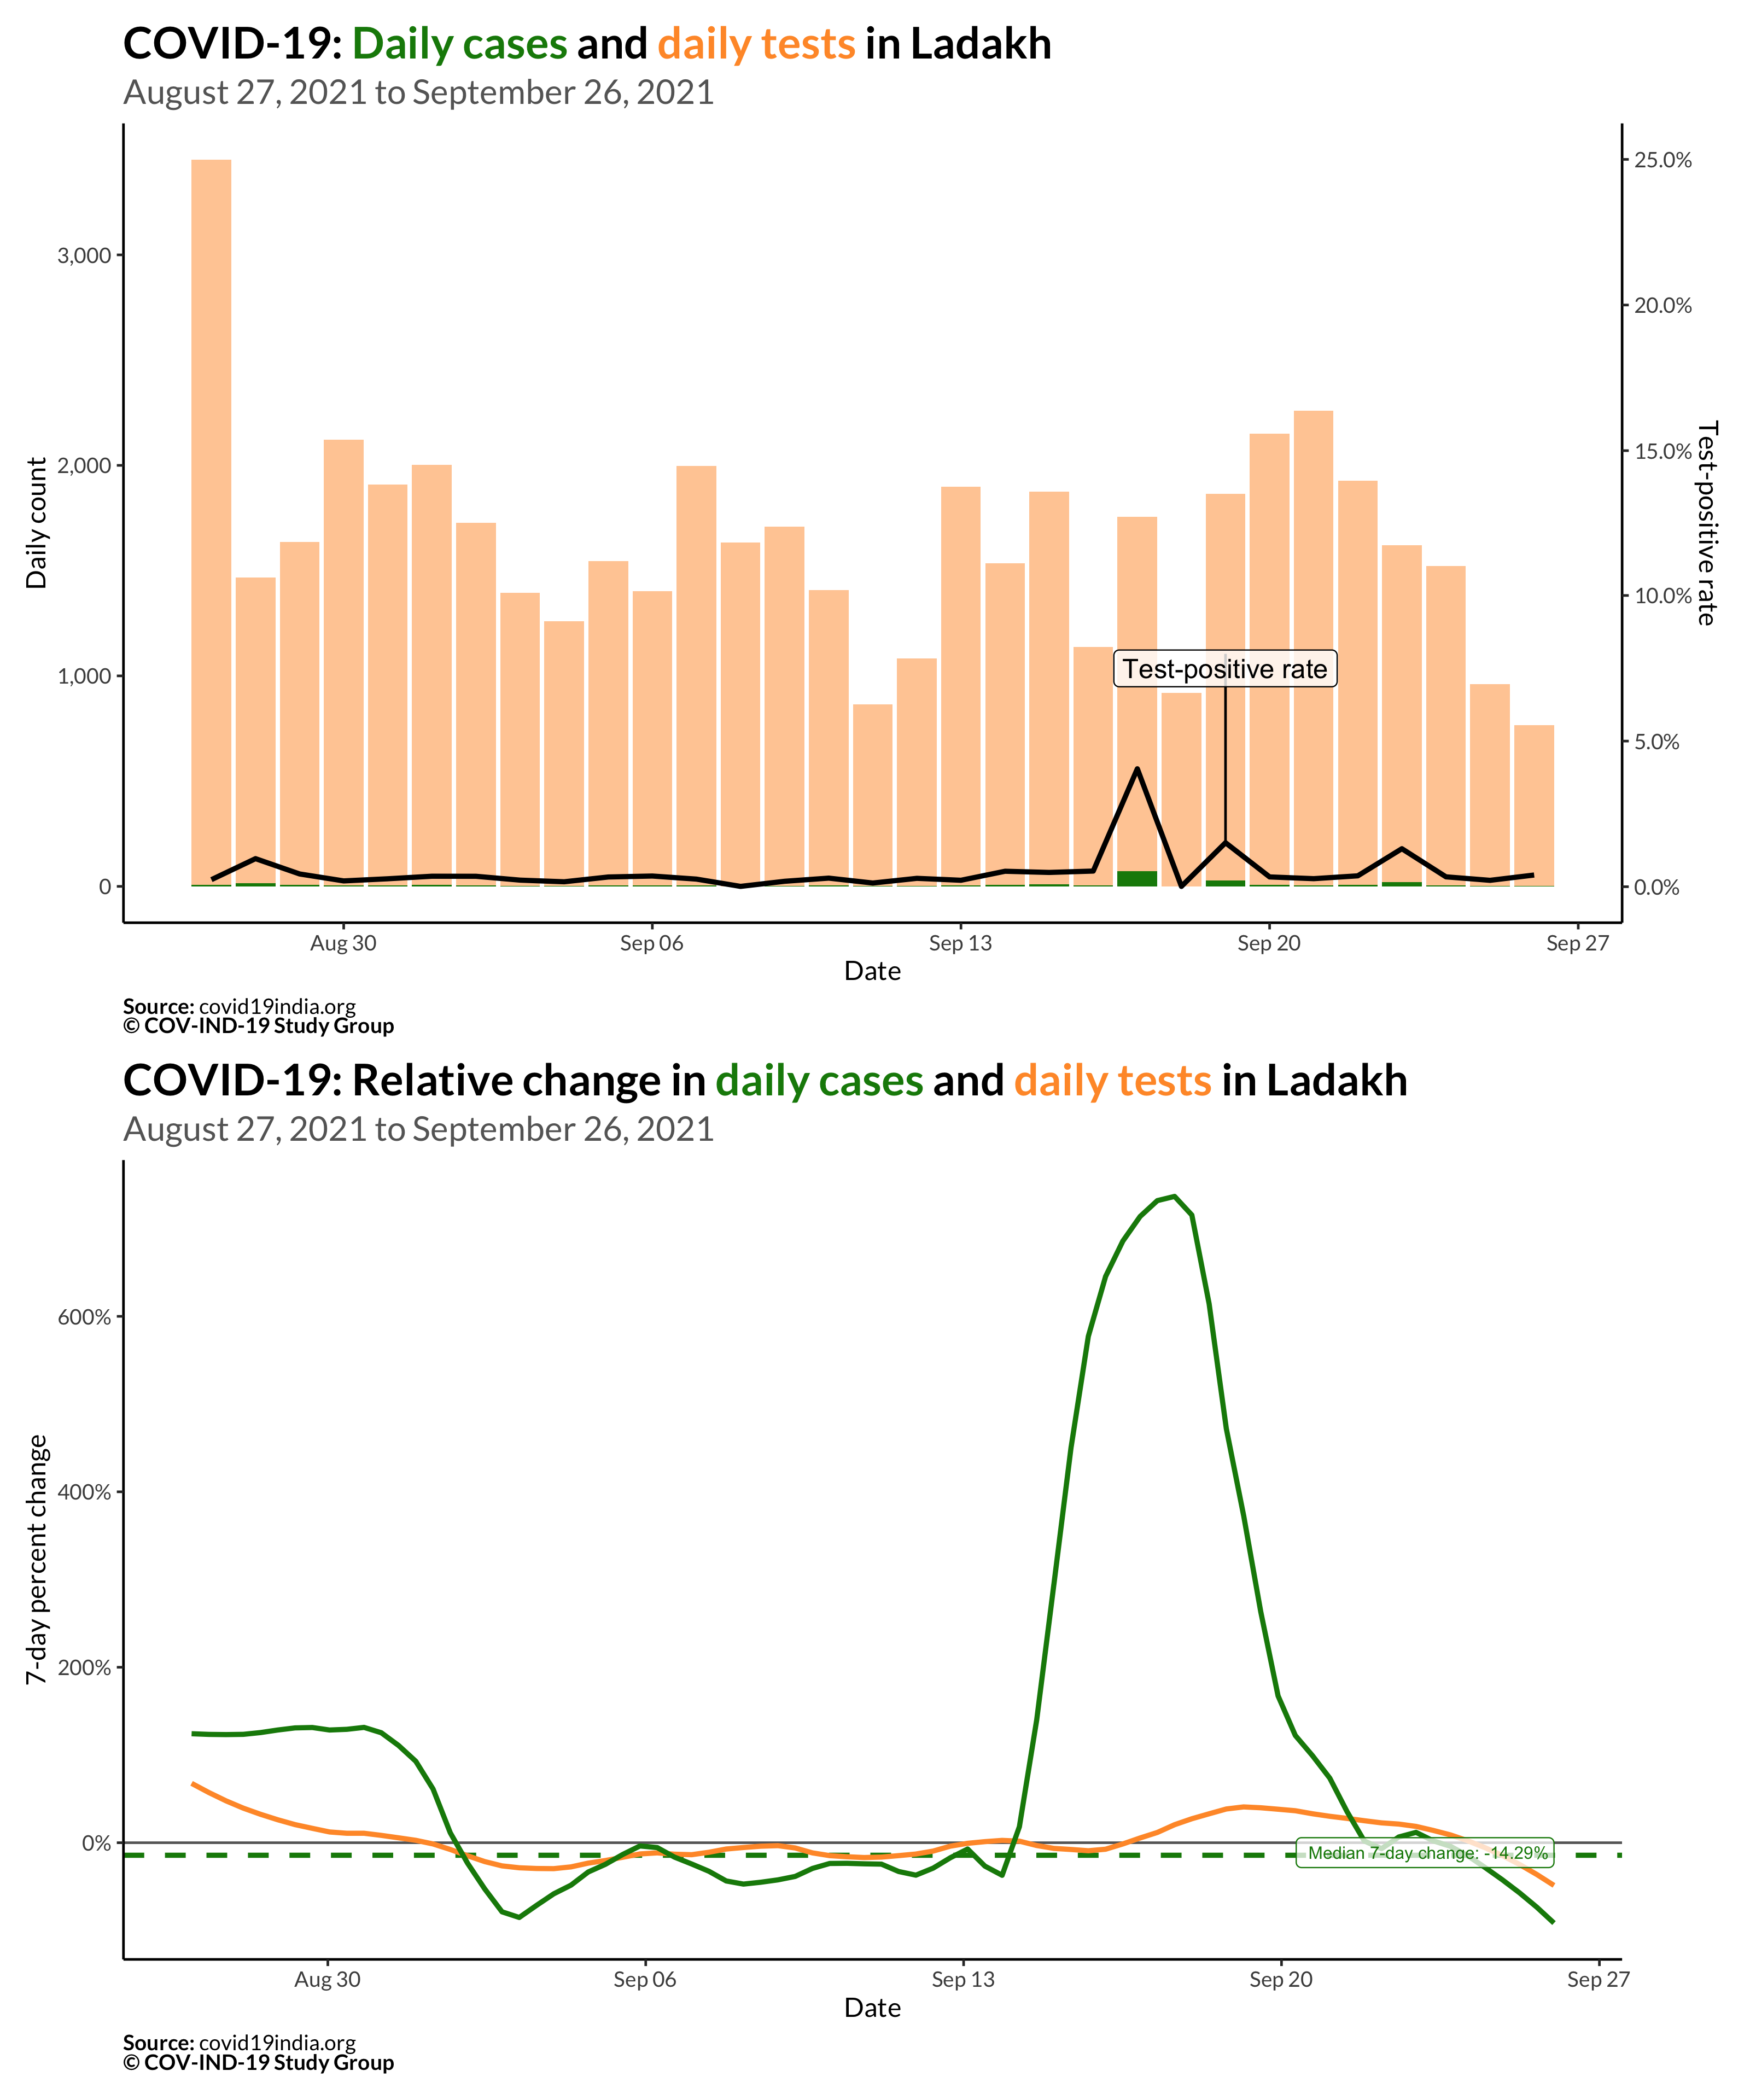 COVID-19: Daily cases and daily tests in Ladakh
August 27, 2021 to September 26, 2021
25.0%
3,000
20.0%
2,000
15.0%
Daily count
Test-positive rate
10.0%
1,000
Test-positive rate
5.0%
0
0.0%
Aug 30
Sep 06
Sep 13
Sep 20
Sep 27
Date
Source: covid19india.org
© COV-IND-19 Study Group
COVID-19: Relative change in daily cases and daily tests in Ladakh
August 27, 2021 to September 26, 2021
600%
400%
7-day percent change
200%
0%
Median 7-day change: -14.29%
Aug 30
Sep 06
Sep 13
Sep 20
Sep 27
Date
Source: covid19india.org
© COV-IND-19 Study Group